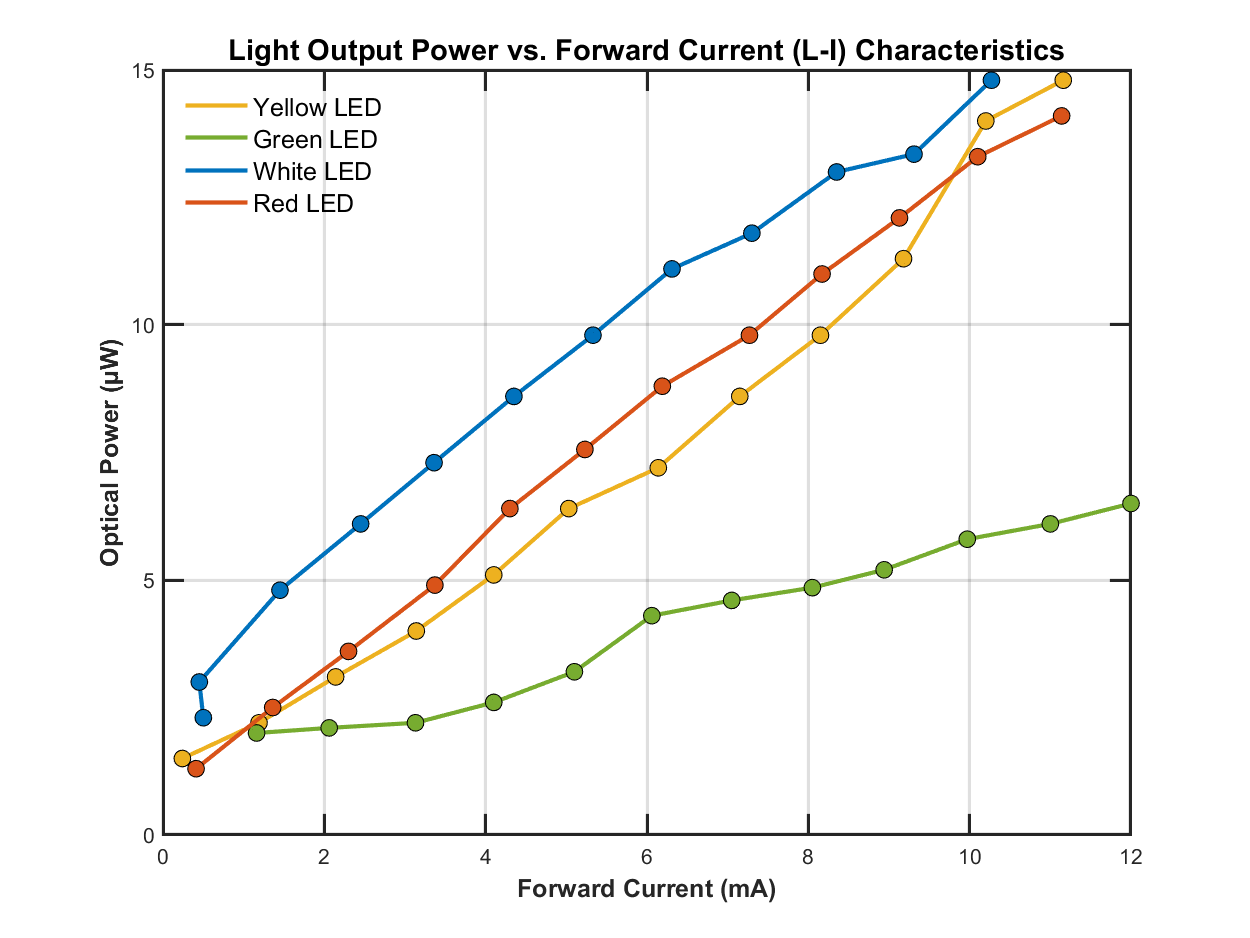 Light Output Power vs. Forward Current (L-I) Characteristics
15
Yellow LED
Green LED
White LED
Red LED
10
Optical Power (μW)
5
0
0 2 4 6 8 10 12
Forward Current (mA)